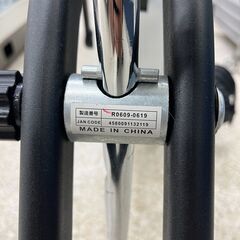 製造番号 R0609-0619
JAN CODE 4580091132119
MADE IN CHINA